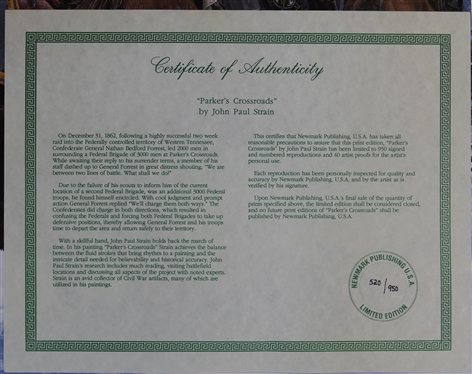 Certificate of Authenticity
"Parker's Crossroads"
by John Paul Strain
On December 31, 1862, following a highly successful two week
raid into the Federally controlled territory of Western Tennessee,
Confederate General Nathan Bedford Forrest, led 2000 men in
surrounding a Federal Brigade of 3000 men at Parker's Crossroads.
While awaiting their reply to his surrender terms, a member of his
staff dashed up to General Forrest in great distress shouting, "We are
between two lines of battle. What shall we do?"
Due to the failure of his scouts to inform him of the current
location of a second Federal Brigade, was an additional 3000 Federal
troops, he found himself encircled. With cool judgment and prompt
action General Forrest replied "We'll charge them both ways." The
Confederates did charge in both directions, which resulted in
confusing the Federals and forcing both Federal Brigades to take up
defensive positions, thereby allowing General Forrest and his troops
time to depart the area and return safely to their territory.
With a skillful hand, John Paul Strain holds back the march of
time. In his painting "Parker's Crossroads" Strain achieves the balance
between the fluid strokes that bring rhythm to a painting and the
intricate detail needed for believability and historical accuracy. John
Paul Strain's research includes much reading, visiting battlefield
locations and discussing all aspects of the project with noted experts.
Strain is an avid collector of Civil War artifacts, many of which are
utilized in his paintings.
This certifies that Newmark Publishing, U.S.A. has taken all
reasonable precautions to assure that this print edition, "Parker's
Crossroads" by John Paul Strain has been limited to 950 signed
and numbered reproductions and 40 artist proofs for the artist's
personal use.
Each reproduction has been personally inspected for quality and
accuracy by Newmark Publishing, U.S.A. and by the artist as is
verified by his signature.
Upon Newmark Publishing, U.S.A.'s final sale of the quantity of
prints specified above, the limited edition shall be considered closed,
and no future print editions of "Parker's Crossroads" shall be
published by Newmark Publishing, U.S.A.
NEWMARK PUBLISHING U.S.A.
520/950
LIMITED EDITION